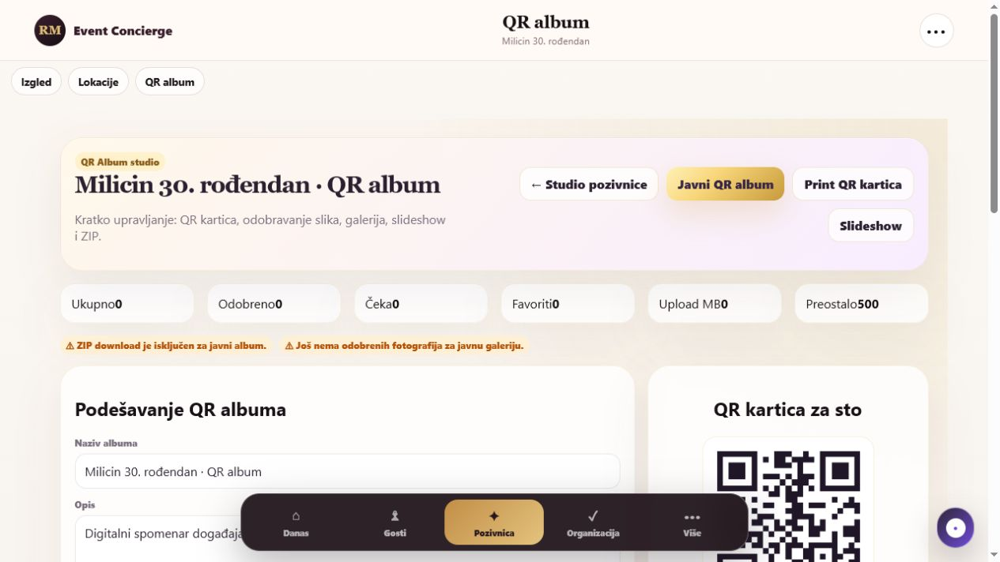 RM
Event Concierge
QR album
Milicin 30. rođendan
Izgled
Lokacije
QR album
QR Album studio
Milicin 30. rođendan · QR album
Kratko upravljanje: QR kartica, odobravanje slika, galerija, slideshow
i ZIP.
← Studio pozivnice
Javni QR album
Print QR kartica
Slideshow
Ukupno0
Odobreno0
Čeka0
Favoriti0
Upload MB0
Preostalo500
⚠ ZIP download je isključen za javni album.
⚠ Još nema odobrenih fotografija za javnu galeriju.
Podešavanje QR albuma
Naziv albuma
Milicin 30. rođendan · QR album
Opis
Digitalni spomenar događaja
QR kartica za sto
Danas
Gosti
Pozivnica
Organizacija
Više